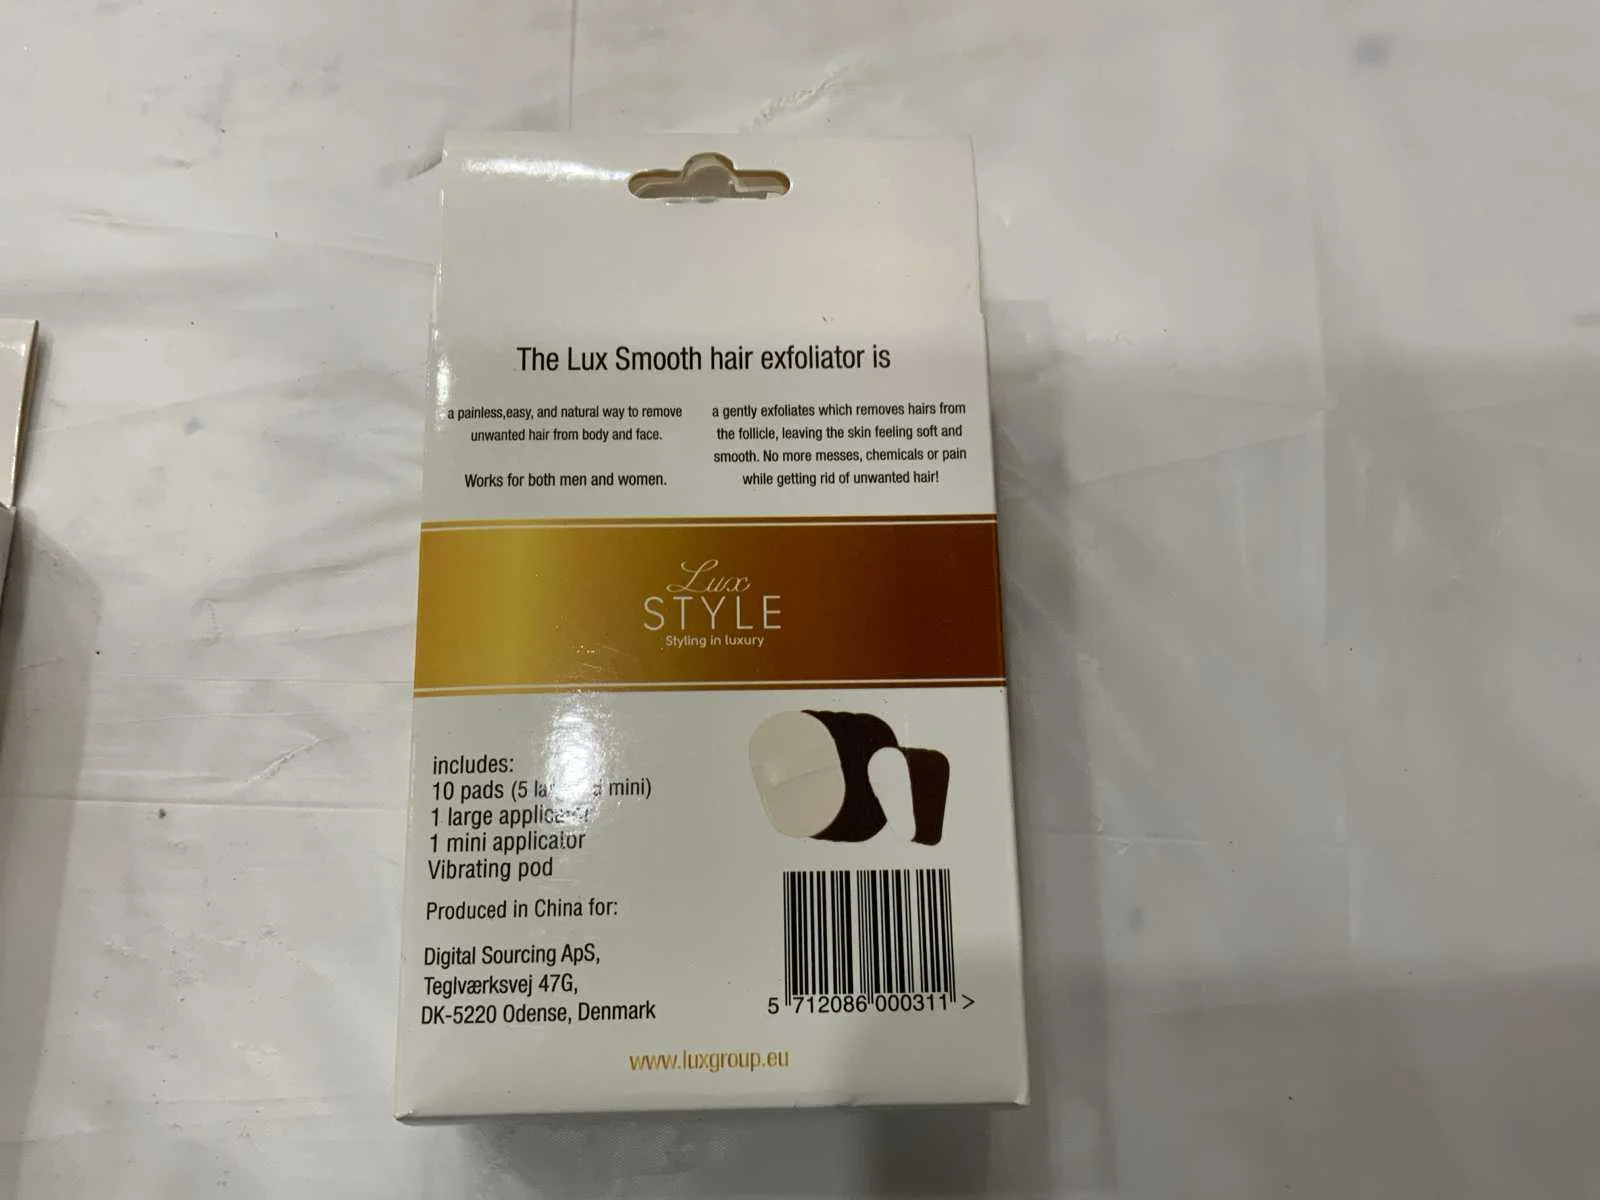 The Lux Smooth hair exfoliator is
a painless,easy, and natural way to remove
unwanted hair from body and face.
Works for both men and women.
a gently exfoliates which removes hairs from
the follicle, leaving the skin feeling soft and
smooth. No more messes, chemicals or pain
while getting rid of unwanted hair!
Lux
STYLE
Styling in luxury
includes:
10 pads (5 mini)
1 large applicator
1 mini applicator
Vibrating pod
Produced in China for:
Digital Sourcing ApS,
Teglværksvej 47G,
DK-5220 Odense, Denmark
5 712086 000311 >
www.luxgroup.eu